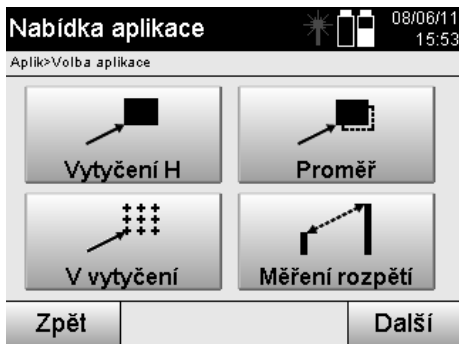 Nabídka aplikace
08/06/11
15:53
Aplik>Volba aplikace
Vytyčení H
Proměř
V vytyčení
Měření rozpětí
Zpět
Další